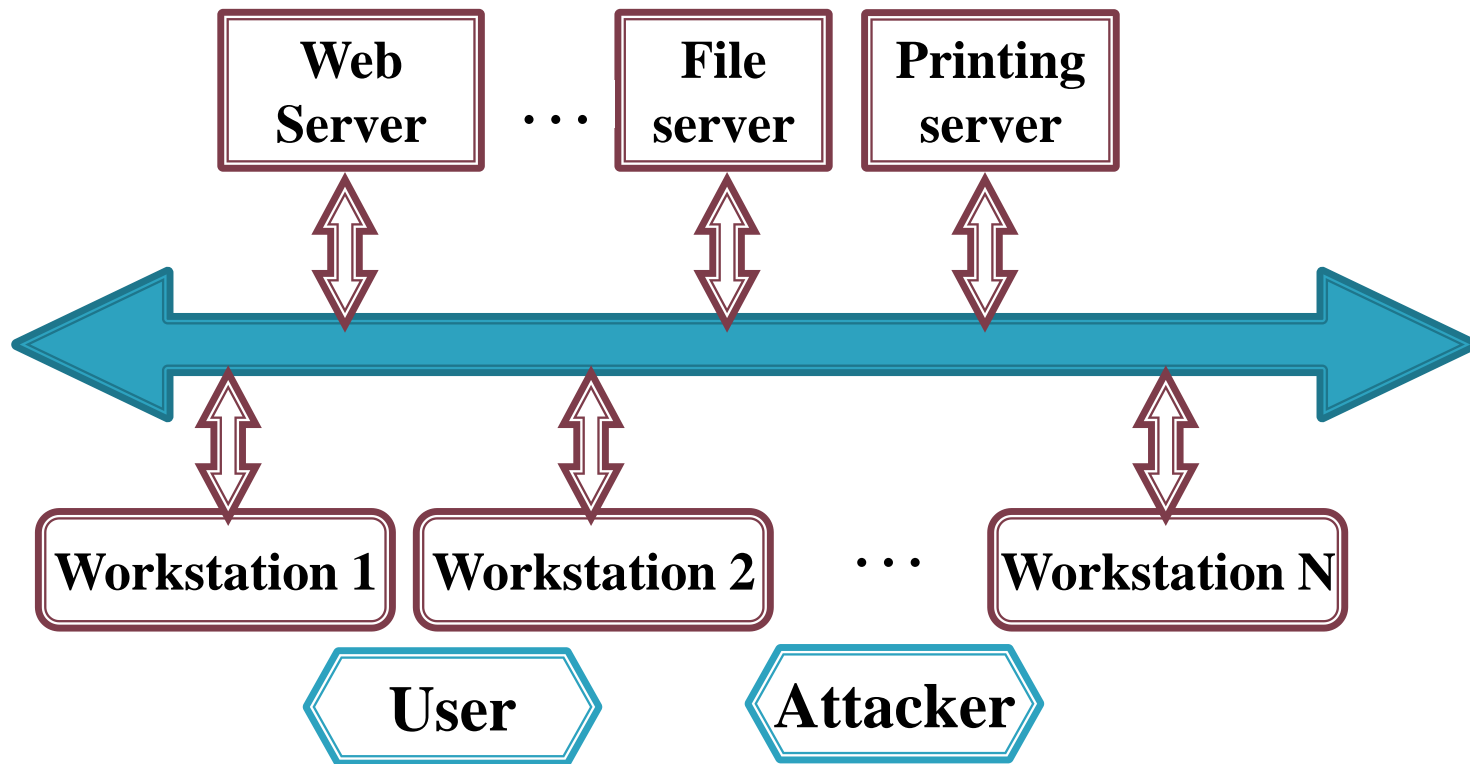 Web
Server
...
File
server
Printing
server
Workstation 1
Workstation 2
...
Workstation N
User
Attacker